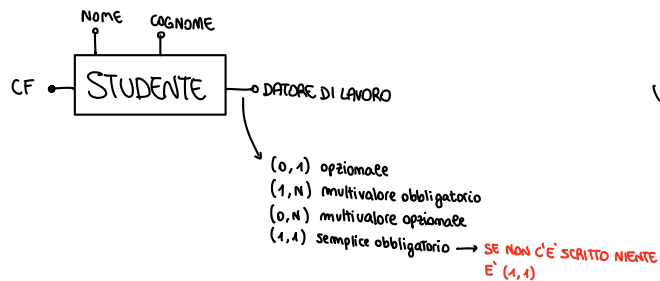 NOME COGNOME
CF STUDENTE DATORE DI LAVORO
(0,1) opzionale
(1,N) multivalore obbligatorio
(0,N) multivalore opzionale
(1,1) semplice obbligatorio → SE NON C'E' SCRITTO NIENTE
E' (1,1)